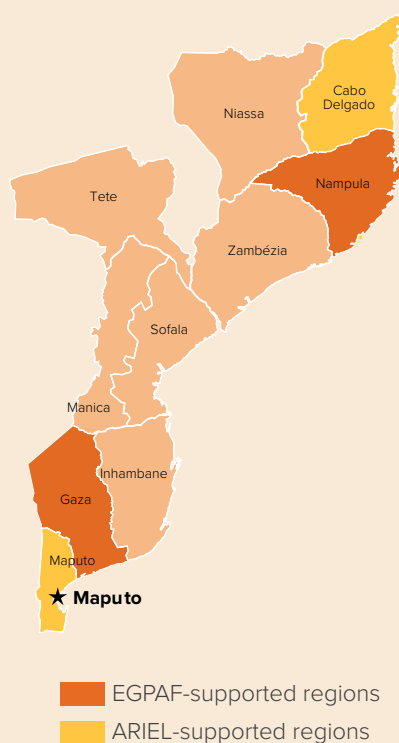 Cabo
Delgado
Niassa
Nampula
Tete
Zambézia
Sofala
Manica
Inhambane
Gaza
Maputo
Maputo
EGPAF-supported regions
ARIEL-supported regions